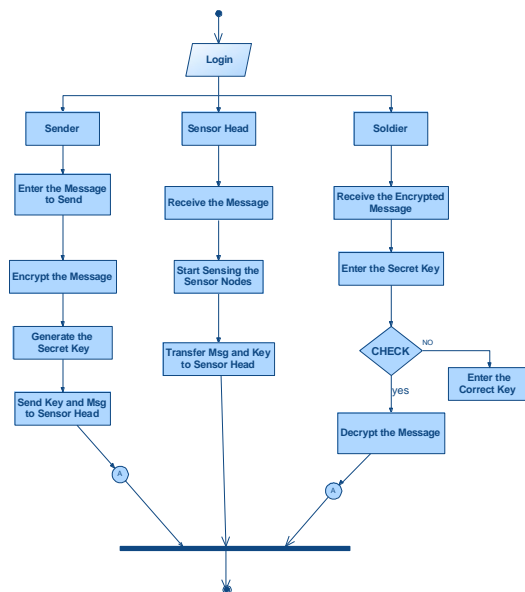 Login
Sender
Enter the Message
to Send
Encrypt the Message
Generate the
Secret Key
Send Key and Msg
to Sensor Head
A
Sensor Head
Receive the Message
Start Sensing the
Sensor Nodes
Transfer Msg and Key
to Sensor Head
Soldier
Receive the Encrypted
Message
Enter the Secret Key
CHECK
NO
Enter the
Correct Key
yes
Decrypt the Message
A